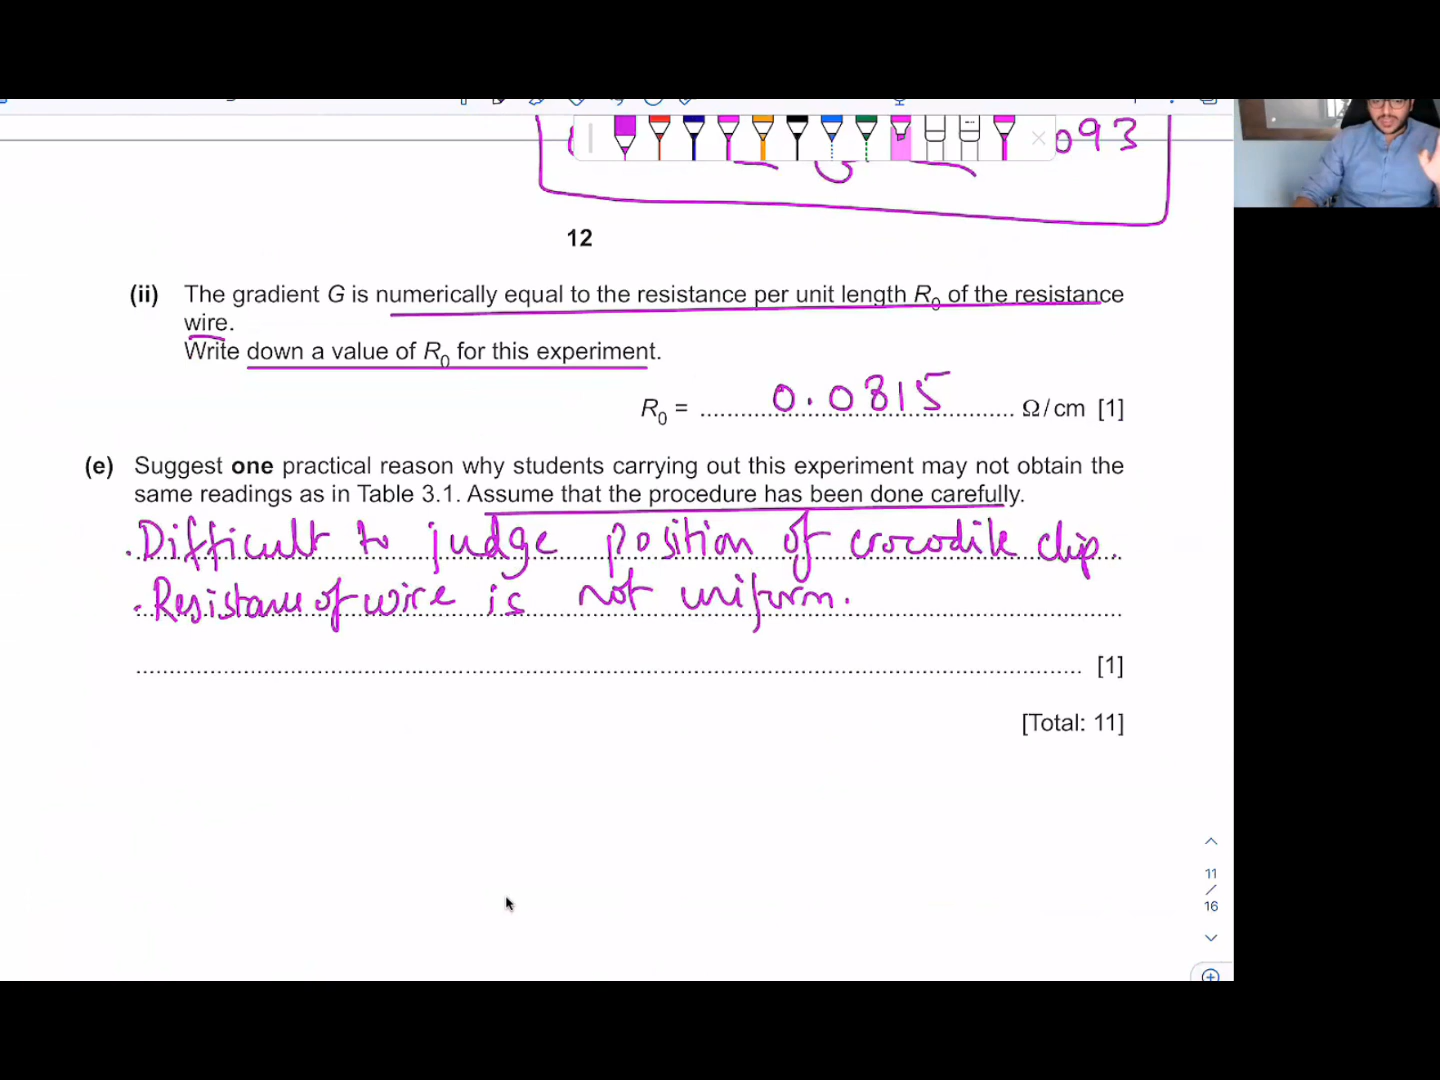 093
12
(ii) The gradient G is numerically equal to the resistance per unit length R0 of the resistance
wire.
Write down a value of R0 for this experiment.
R0 = 0.0815 Ω/cm [1]
(e) Suggest one practical reason why students carrying out this experiment may not obtain the
same readings as in Table 3.1. Assume that the procedure has been done carefully.
. Difficult to judge position of crocodile clip.
. Resistance of wire is not uniform.
[1]
[Total: 11]
11
/
16